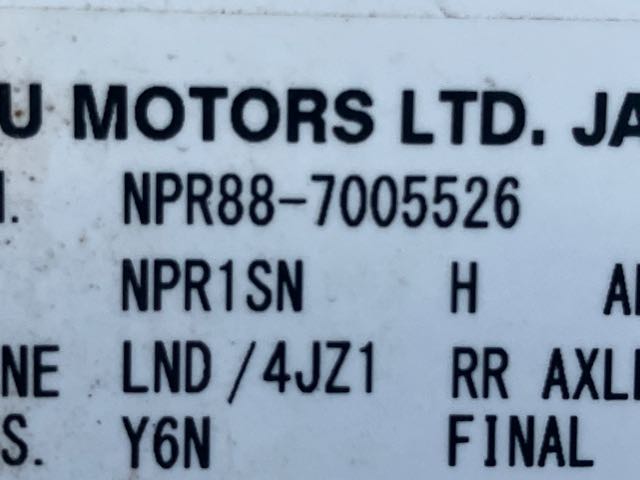 U MOTORS LTD. JA
. NPR88-7005526
NPR1SN H A
NE LND/4JZ1 RR AXL
S. Y6N FINAL